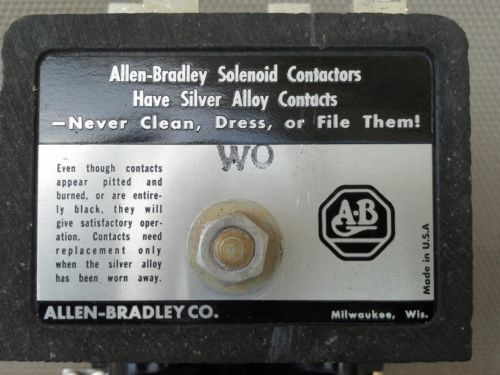 Allen-Bradley Solenoid Contactors
Have Silver Alloy Contacts
—Never Clean, Dress, or File Them!
WO
Even though contacts
appear pitted and
burned, or are entire-
ly black, they will
give satisfactory oper-
ation. Contacts need
replacement only
when the silver alloy
has been worn away.
A-B
Made in U.S.A
ALLEN-BRADLEY CO.
Milwaukee, Wis.